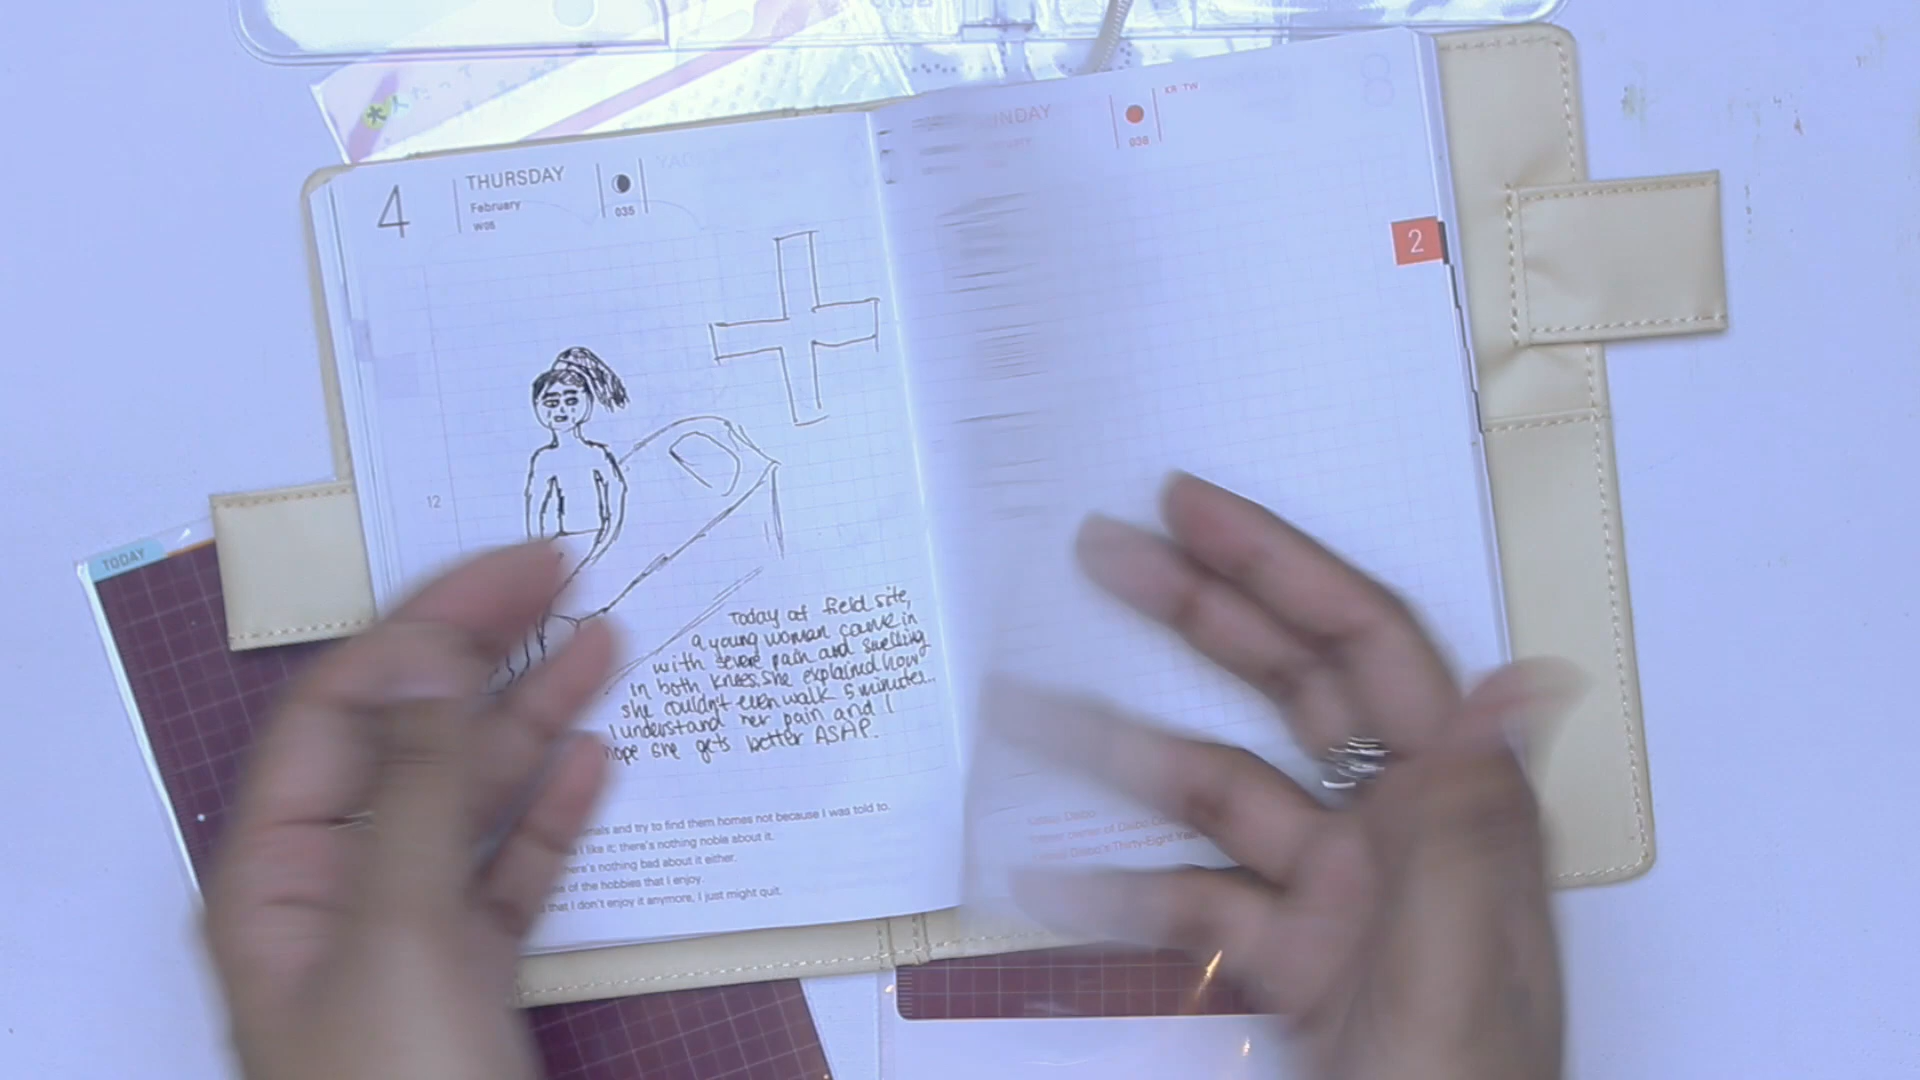 TODAY
4
THURSDAY
February
W05
035
12
Today at field site,
a young woman came in
with severe pain and swelling
in both knees. She explained how
she couldn't even walk 5 minutes...
I understand her pain and I
hope she gets better ASAP.
and try to find them homes not because I was told to.
I like it; there's nothing noble about it.
there's nothing bad about it either.
of the hobbies that I enjoy.
that I don't enjoy it anymore, I just might quit.
KR TW
038
2